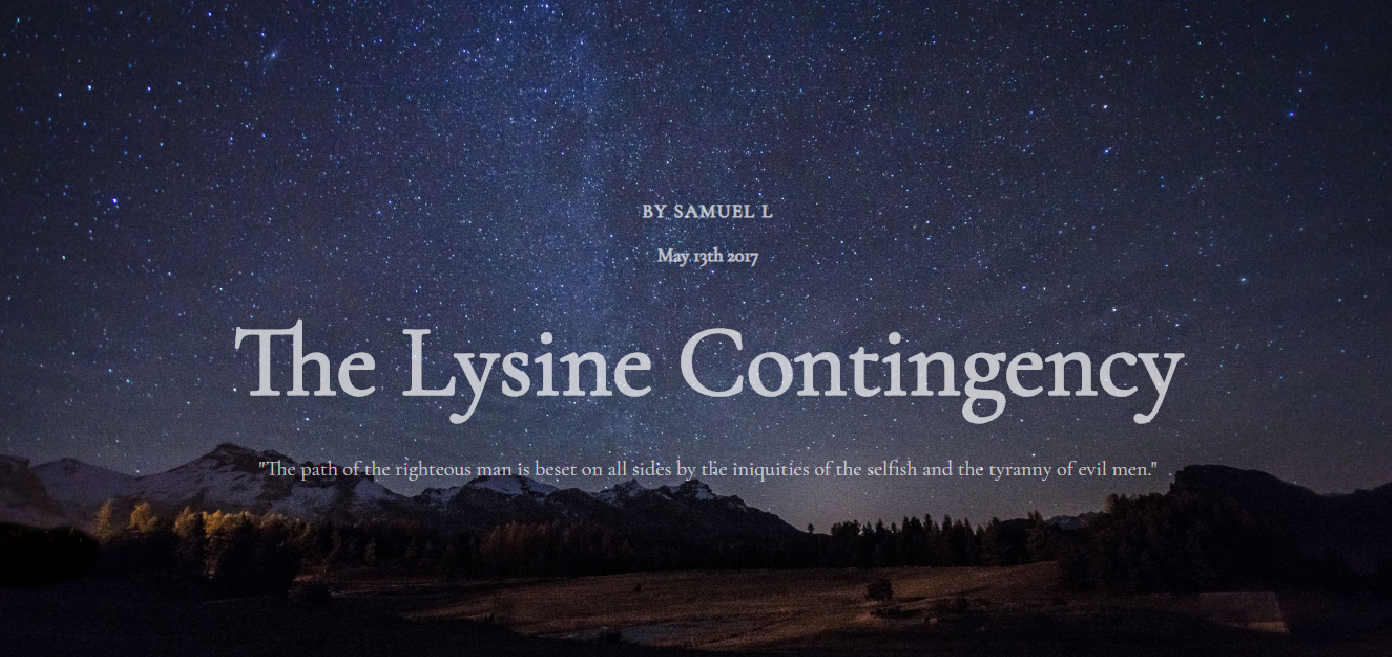 BY SAMUEL L
May 13th 2017
The Lysine Contingency
"The path of the righteous man is beset on all sides by the iniquities of the selfish and the tyranny of evil men."